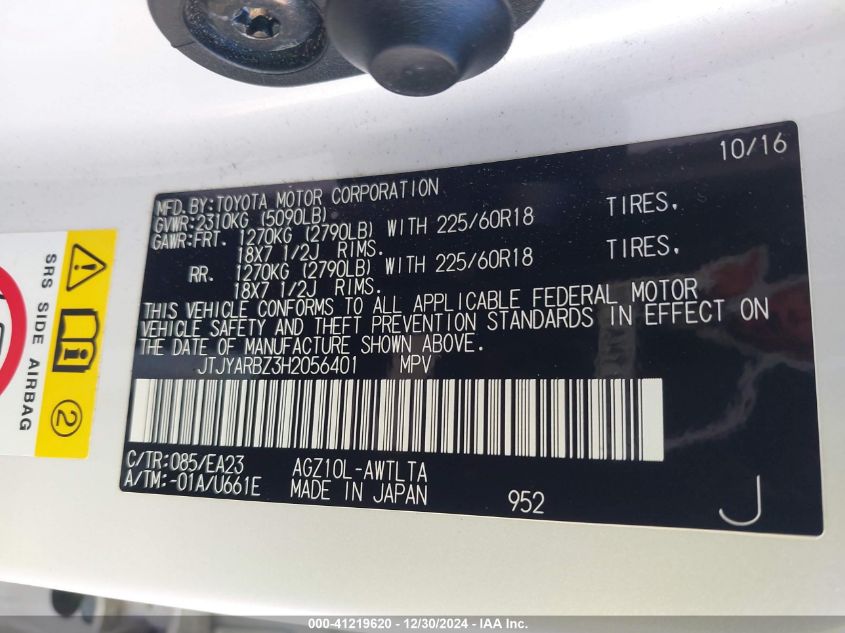 10/16
MFD. BY: TOYOTA MOTOR CORPORATION
GVWR: 2310KG (5090LB)
GAWR: FRT. 1270KG (2790LB) WITH 225/60R18 TIRES,
18X7 1/2J RIMS.
RR. 1270KG (2790LB) WITH 225/60R18 TIRES,
18X7 1/2J RIMS.
THIS VEHICLE CONFORMS TO ALL APPLICABLE FEDERAL MOTOR
VEHICLE SAFETY AND THEFT PREVENTION STANDARDS IN EFFECT ON
THE DATE OF MANUFACTURE SHOWN ABOVE.
JTJYARBZ3H2056401 MPV
C/TR: 085/EA23 AGZ10L-AWTLTA
A/TM: -01A/U661E MADE IN JAPAN 952
J
SRS SIDE AIRBAG
2
000-41219620 - 12/30/2024 - IAA Inc.